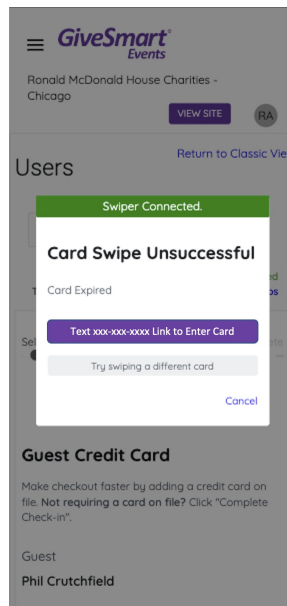 GiveSmart®
Events
Ronald McDonald House Charities -
Chicago
VIEW SITE
RA
Return to Classic Vie
Users
Swiper Connected.
Card Swipe Unsuccessful
Card Expired
Text xxx-xxx-xxxx Link to Enter Card
Try swiping a different card
Cancel
Guest Credit Card
Make checkout faster by adding a credit card on
file. Not requiring a card on file? Click "Complete
Check-in".
Guest
Phil Crutchfield